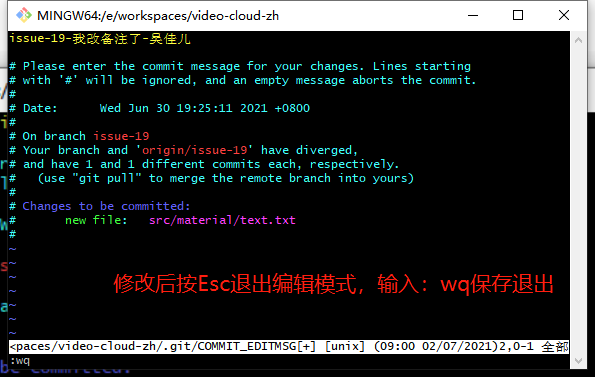 MINGW64:/e/workspaces/video-cloud-zh
issue-19-我改备注了-吴佳儿
# Please enter the commit message for your changes. Lines starting
# with '#' will be ignored, and an empty message aborts the commit.
#
# Date:      Wed Jun 30 19:25:11 2021 +0800
#
# On branch issue-19
# Your branch and 'origin/issue-19' have diverged,
# and have 1 and 1 different commits each, respectively.
#   (use "git pull" to merge the remote branch into yours)
#
# Changes to be committed:
#       new file:   src/material/text.txt
#
~
~
~
修改后按Esc退出编辑模式，输入：wq保存退出
~
~
~
~
<paces/video-cloud-zh/.git/COMMIT_EDITMSG[+] [unix] (09:00 02/07/2021)2,0-1 全部
:wq